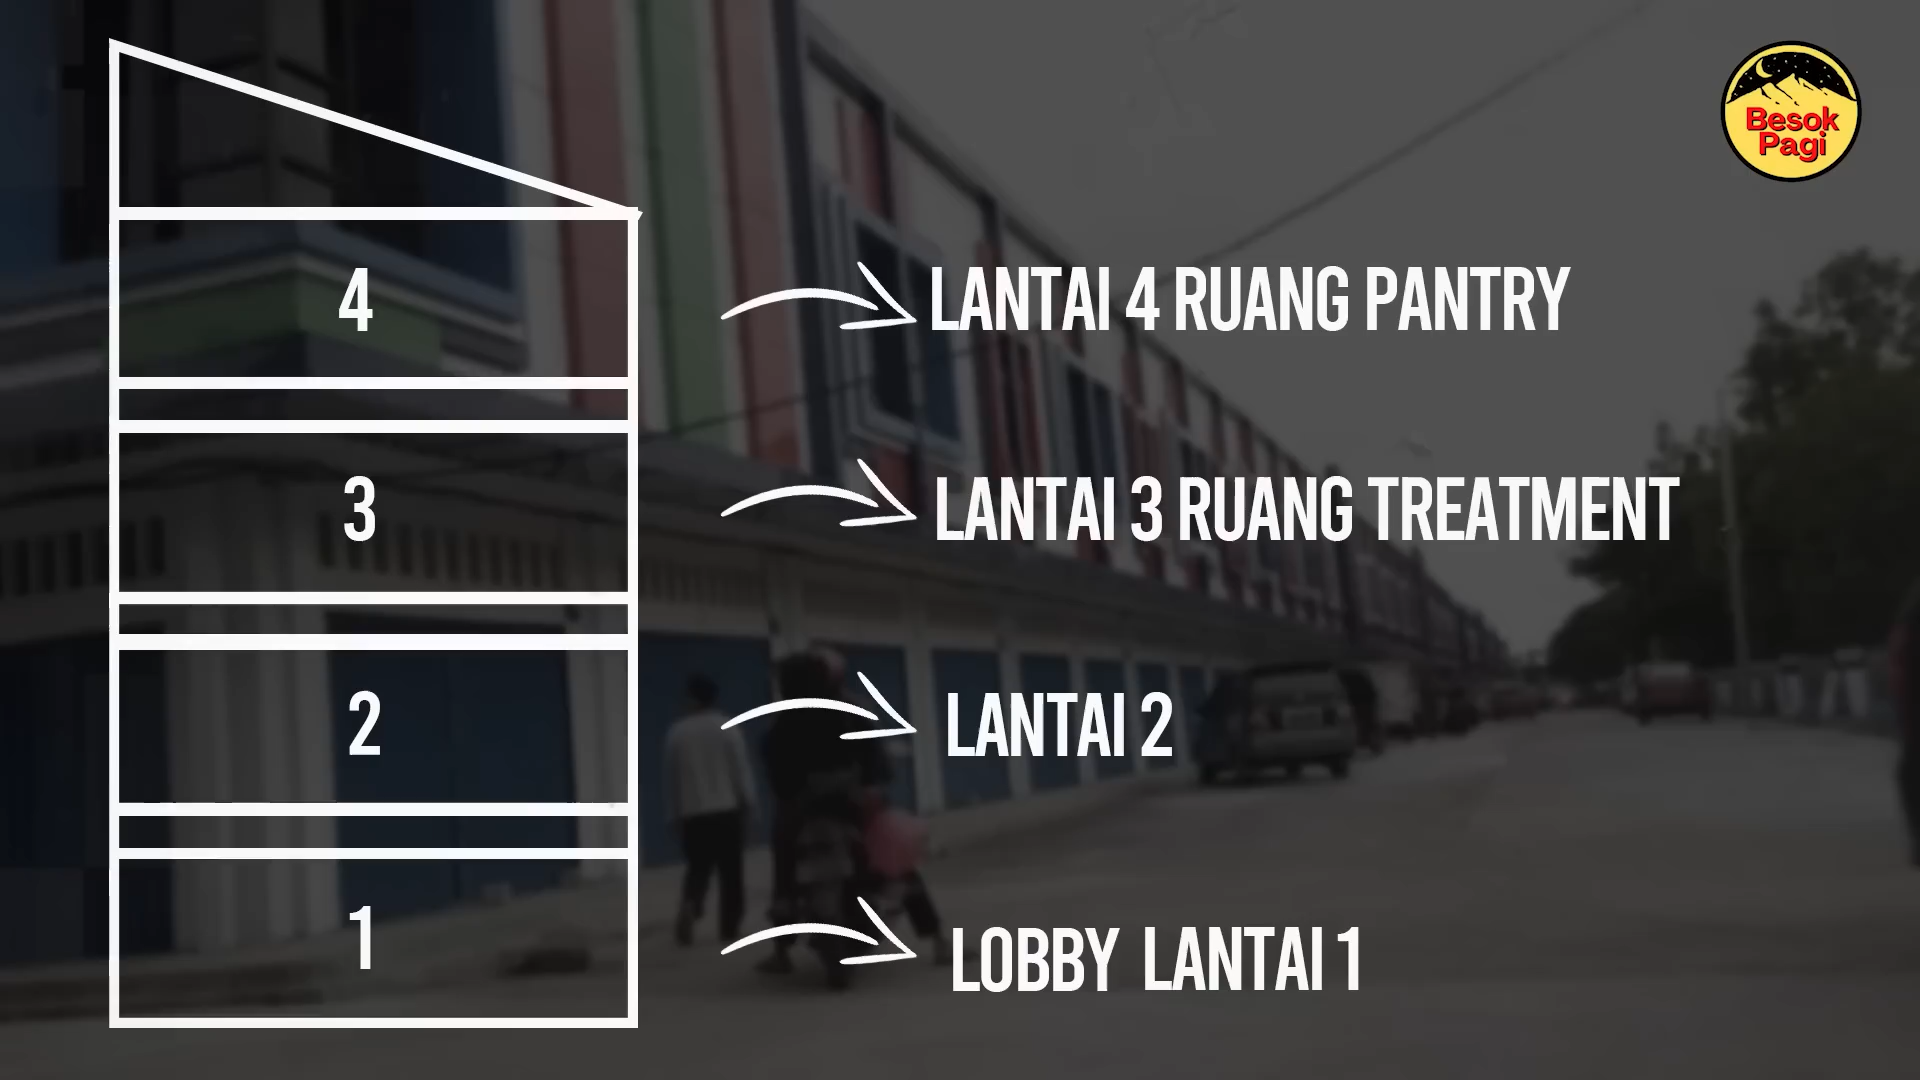 Besok
Pagi
4
LANTAI 4 RUANG PANTRY
3
LANTAI 3 RUANG TREATMENT
2
LANTAI 2
1
LOBBY LANTAI 1